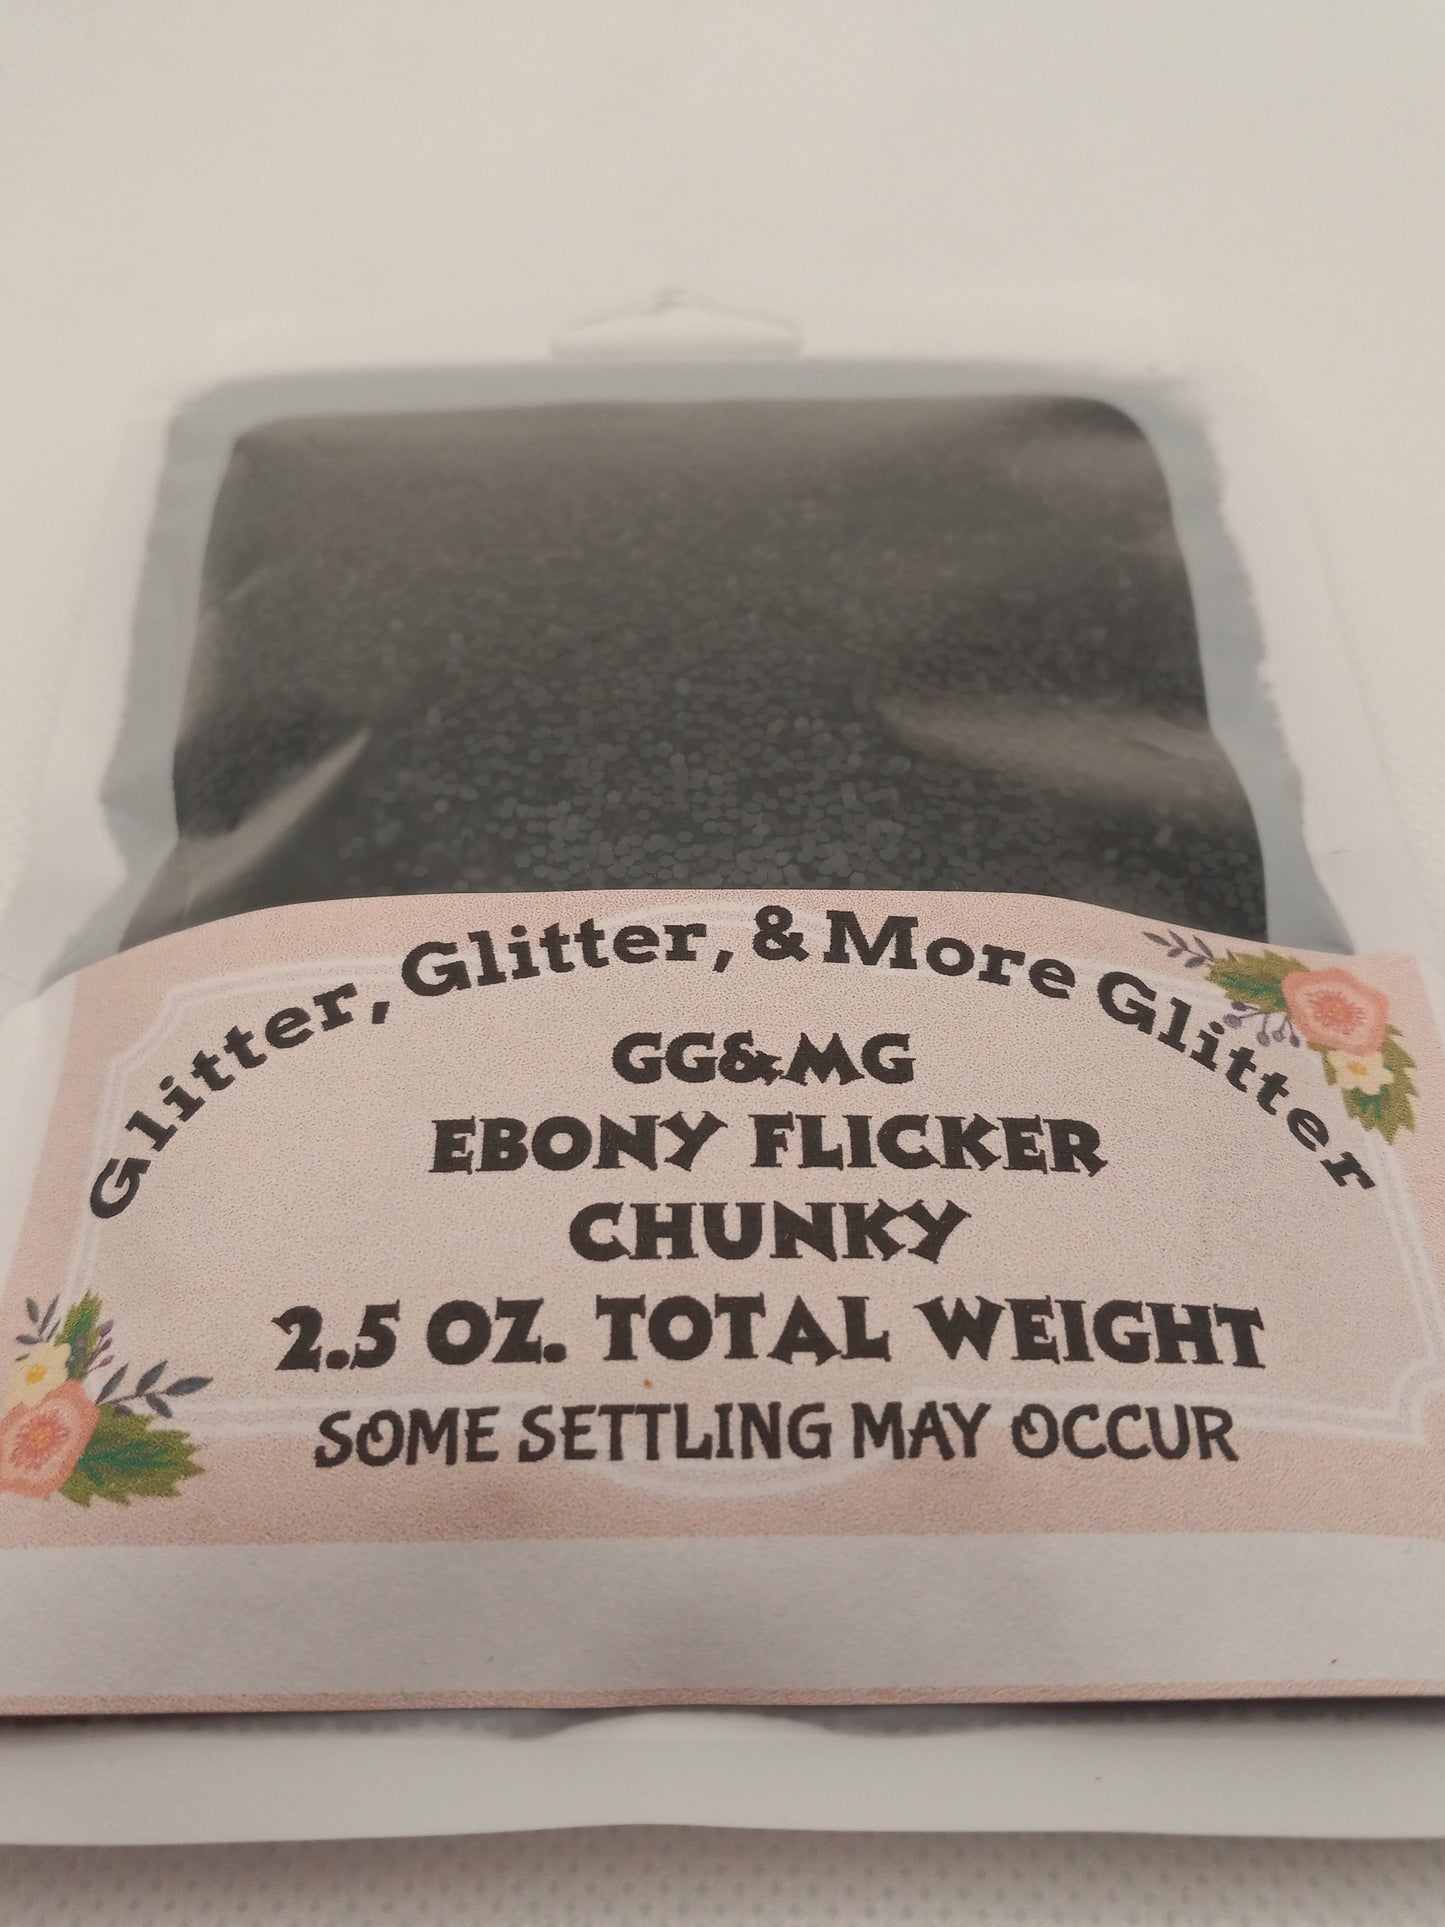 Glitter, Glitter, & More Glitter
GG&MG
EBONY FLICKER
CHUNKY
2.5 OZ. TOTAL WEIGHT
SOME SETTLING MAY OCCUR